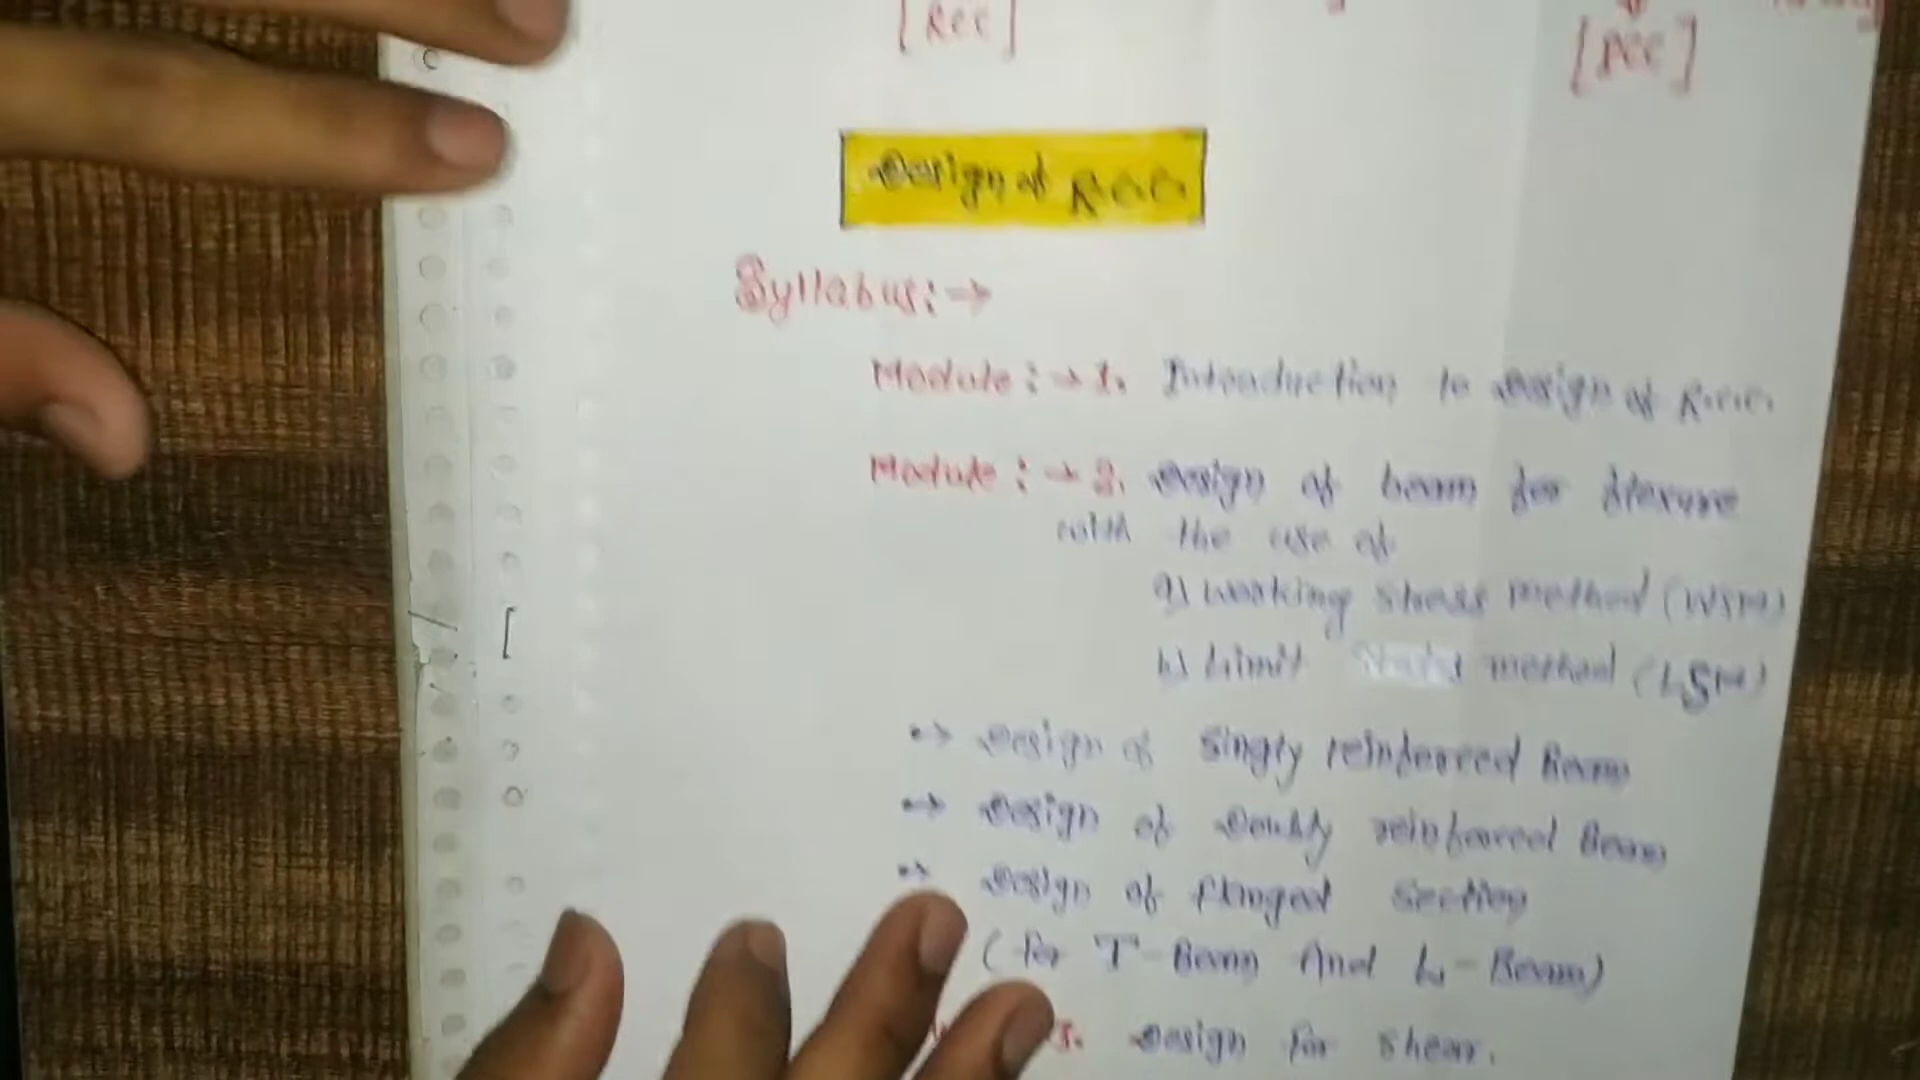 [RCC]
[PCC]
Design of R.C.C.
Syllabus:→
Module:→1. Introduction to Design of R.C.C.
Module:→2. Design of beam for flexure
with the use of
a) working stress method (WSM)
b) Limit State method (LSM)
→ Design of Singly reinforced Beam
→ Design of Doubly reinforced Beam
→ Design of flanged Section
(for T-Beam And L-Beam)
3. Design for shear.